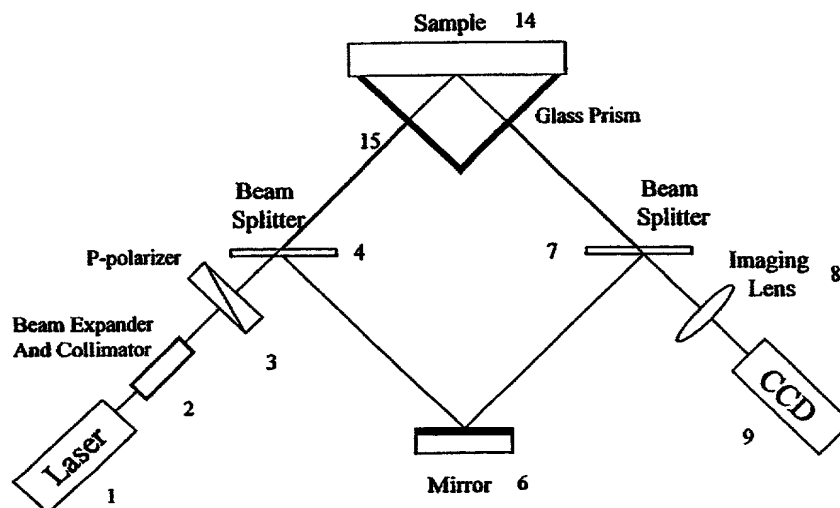 Sample 14
Glass Prism
15
Beam
Splitter
4
Beam
Splitter
7
P-polarizer
Imaging
Lens
8
Beam Expander
And Collimator
3
2
CCD
9
Laser
1
Mirror 6